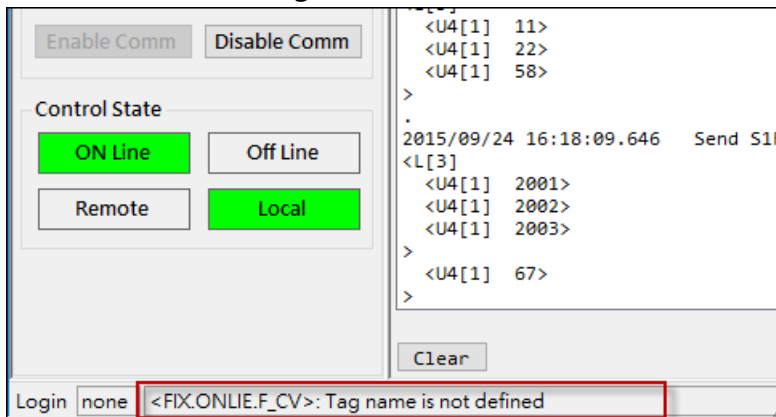 Enable Comm
Disable Comm
Control State
ON Line
Off Line
Remote
Local
<U4[1]  11>
<U4[1]  22>
<U4[1]  58>
>
.
2015/09/24 16:18:09.646   Send
<L[3]
<U4[1]  2001>
<U4[1]  2002>
<U4[1]  2003>
>
<U4[1]  67>
>
Clear
Login none <FIX.ONLIE.F_CV>: Tag name is not defined